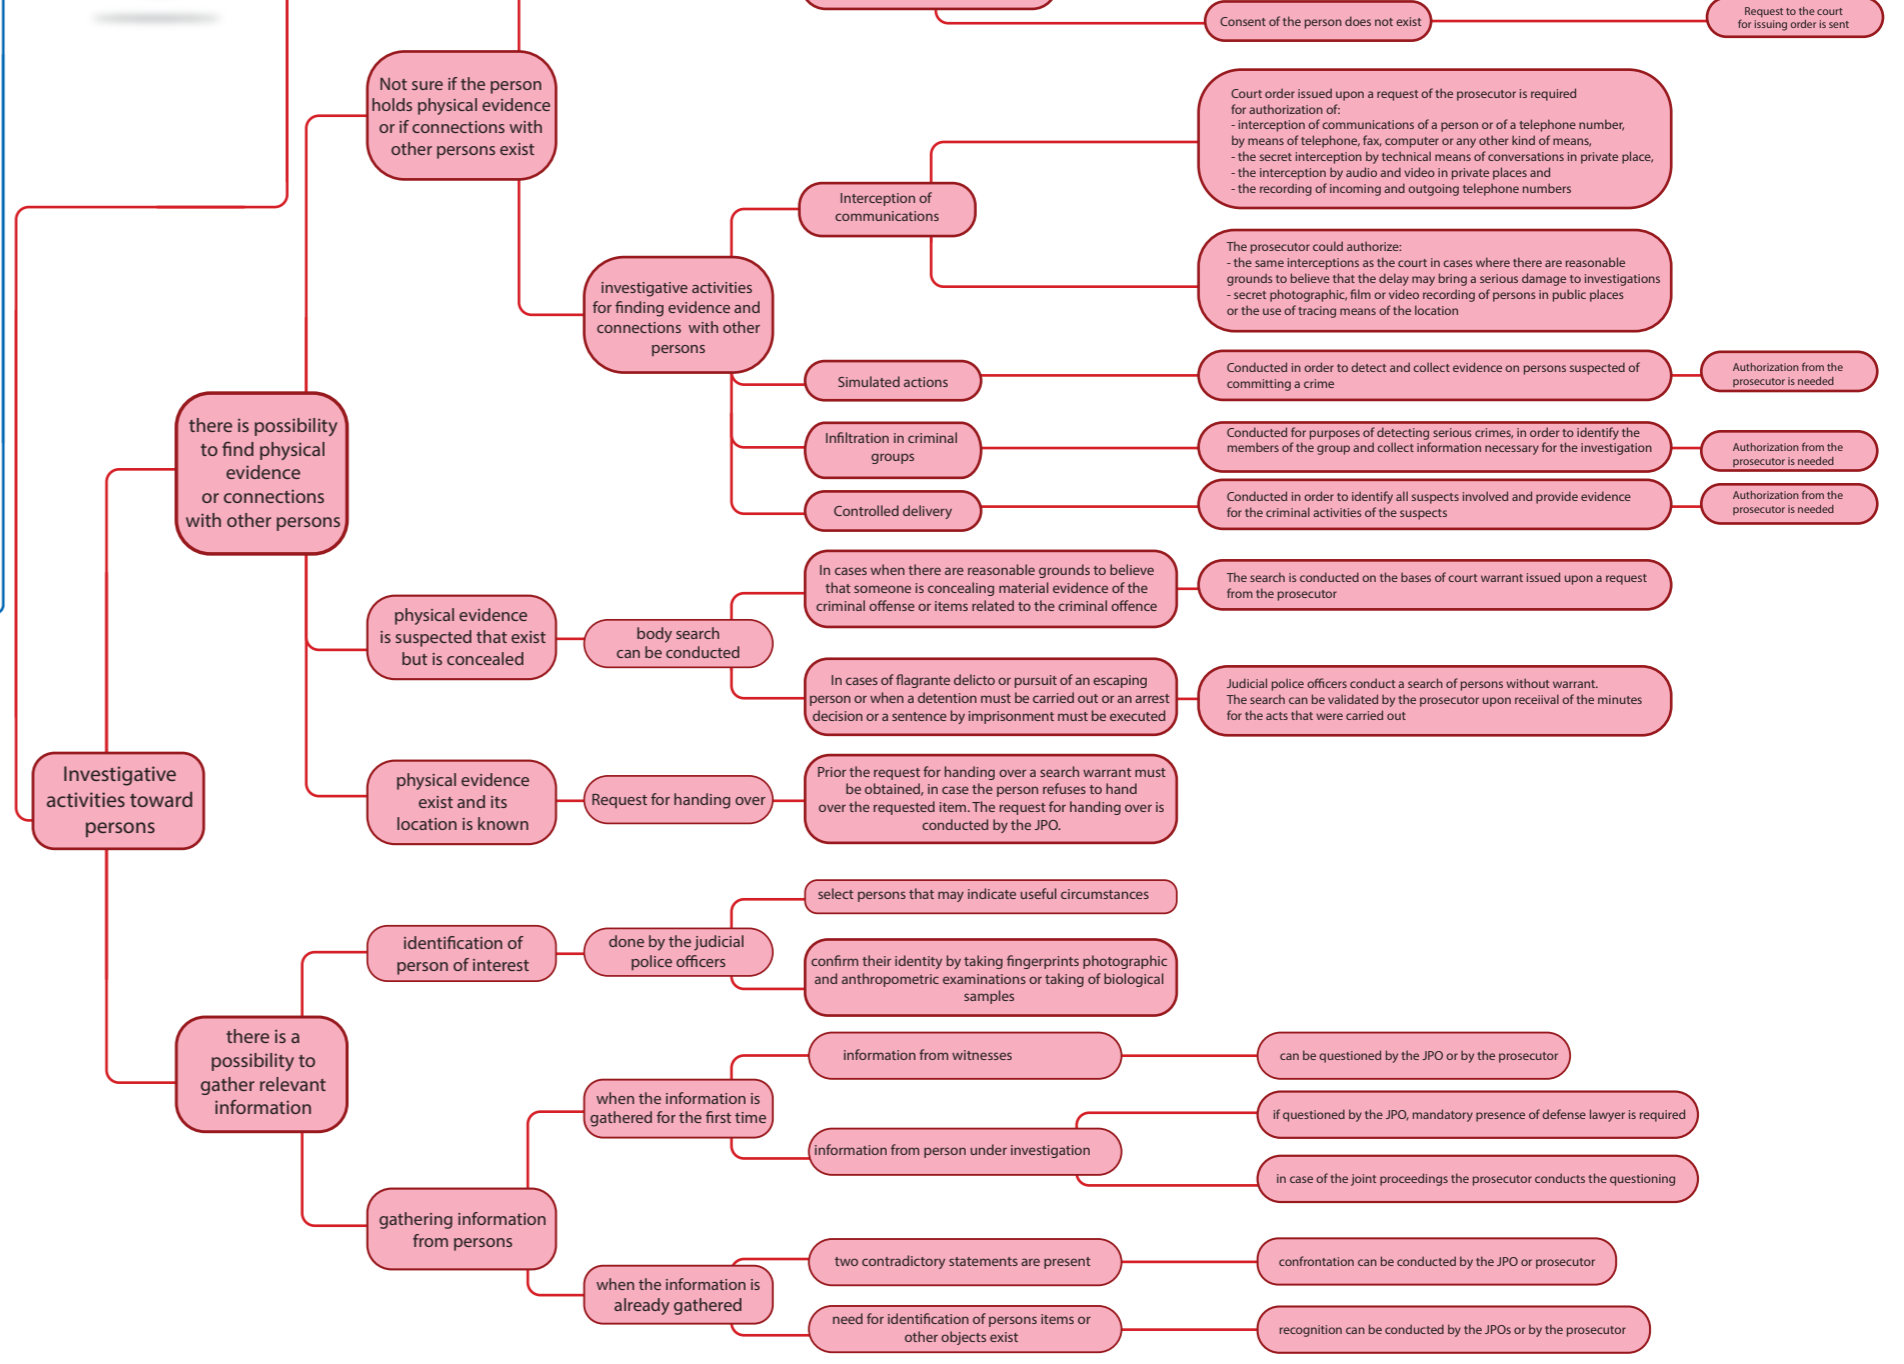 Consent of the person does not exist
Request to the court
for issuing order is sent
Not sure if the person
holds physical evidence
or if connections with
other persons exist
Court order issued upon a request of the prosecutor is required
for authorization of:
- interception of communications of a person or of a telephone number,
by means of telephone, fax, computer or any other kind of means,
- the secret interception by technical means of conversations in private place,
- the interception by audio and video in private places and
- the recording of incoming and outgoing telephone numbers
Interception of
communications
The prosecutor could authorize:
- the same interceptions as the court in cases where there are reasonable
grounds to believe that the delay may bring a serious damage to investigations
- secret photographic, film or video recording of persons in public places
or the use of tracing means of the location
investigative activities
for finding evidence and
connections with other
persons
Simulated actions
Conducted in order to detect and collect evidence on persons suspected of
committing a crime
Authorization from the
prosecutor is needed
Infiltration in criminal
groups
Conducted for purposes of detecting serious crimes, in order to identify the
members of the group and collect information necessary for the investigation
Authorization from the
prosecutor is needed
Controlled delivery
Conducted in order to identify all suspects involved and provide evidence
for the criminal activities of the suspects
Authorization from the
prosecutor is needed
there is possibility
to find physical
evidence
or connections
with other persons
physical evidence
is suspected that exist
but is concealed
body search
can be conducted
In cases when there are reasonable grounds to believe
that someone is concealing material evidence of the
criminal offense or items related to the criminal offence
The search is conducted on the bases of court warrant issued upon a request
from the prosecutor
In cases of flagrante delicto or pursuit of an escaping
person or when a detention must be carried out or an arrest
decision or a sentence by imprisonment must be executed
Judicial police officers conduct a search of persons without warrant.
The search can be validated by the prosecutor upon receiival of the minutes
for the acts that were carried out
Investigative
activities toward
persons
physical evidence
exist and its
location is known
Request for handing over
Prior the request for handing over a search warrant must
be obtained, in case the person refuses to hand
over the requested item. The request for handing over is
conducted by the JPO.
identification of
person of interest
done by the judicial
police officers
select persons that may indicate useful circumstances
confirm their identity by taking fingerprints photographic
and anthropometric examinations or taking of biological
samples
there is a
possibility to
gather relevant
information
when the information is
gathered for the first time
information from witnesses
can be questioned by the JPO or by the prosecutor
information from person under investigation
if questioned by the JPO, mandatory presence of defense lawyer is required
in case of the joint proceedings the prosecutor conducts the questioning
gathering information
from persons
when the information is
already gathered
two contradictory statements are present
confrontation can be conducted by the JPO or prosecutor
need for identification of persons items or
other objects exist
recognition can be conducted by the JPOs or by the prosecutor